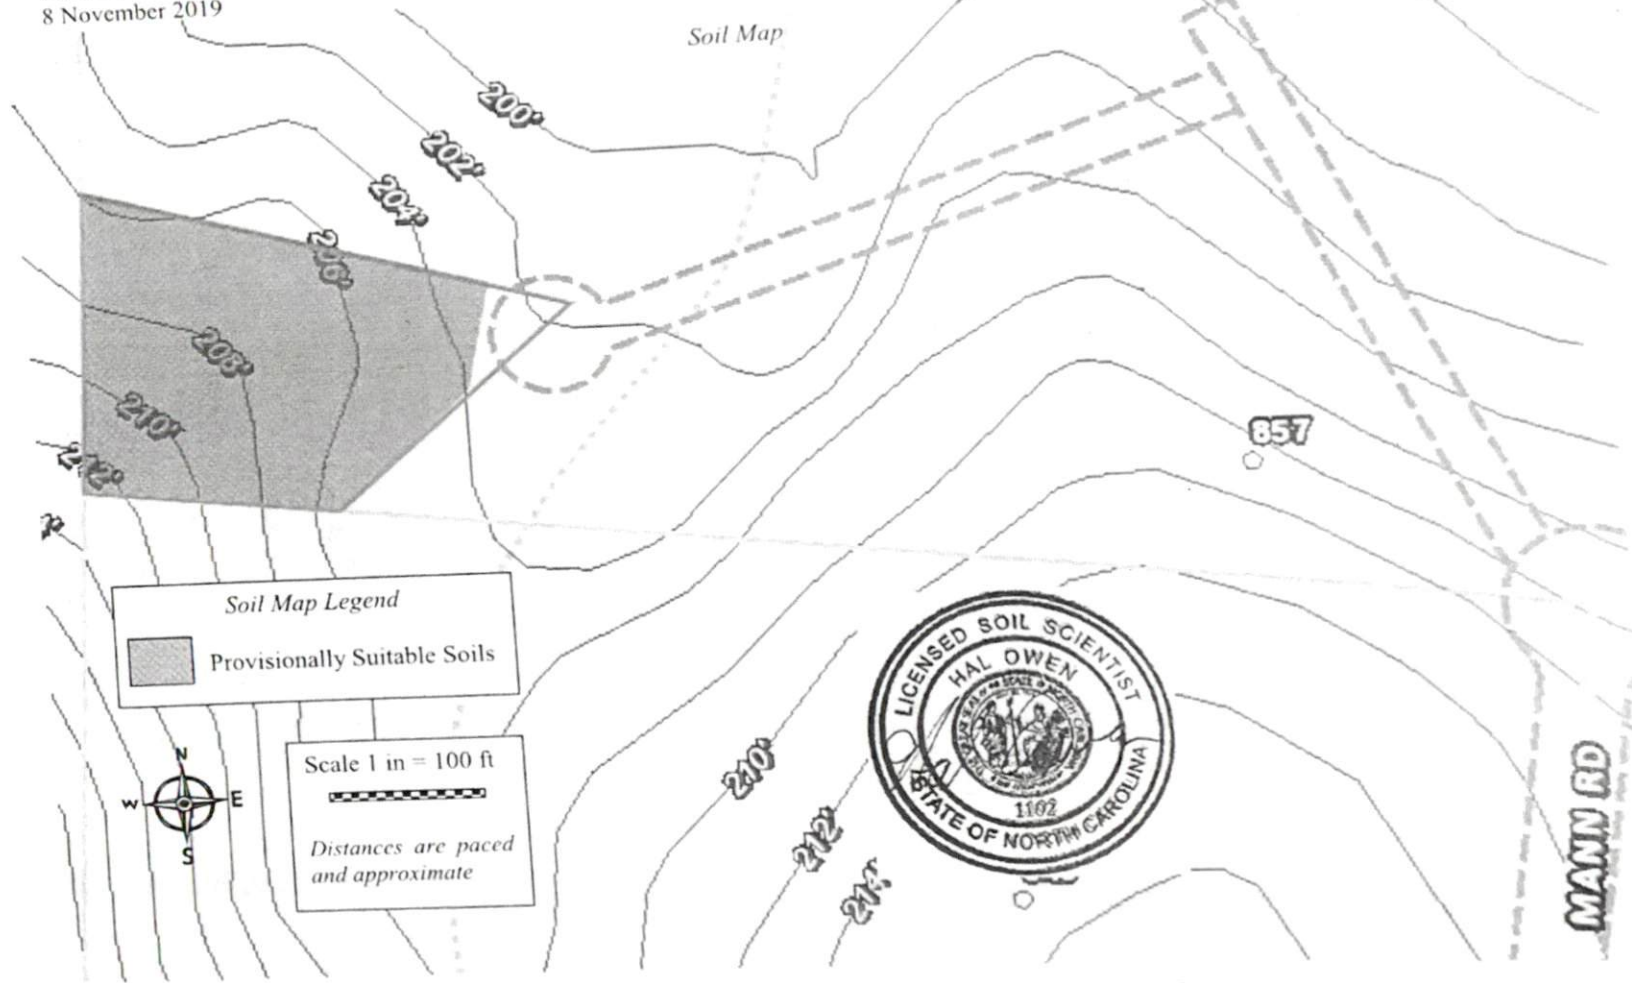 8 November 2019
Soil Map
200'
202'
204'
206'
208'
210'
212'
857
Soil Map Legend
Provisionally Suitable Soils
N
W E
S
Scale 1 in = 100 ft
Distances are paced
and approximate
210'
212'
214'
LICENSED SOIL SCIENTIST
HAL OWEN
1102
STATE OF NORTH CAROLINA
MANN RD